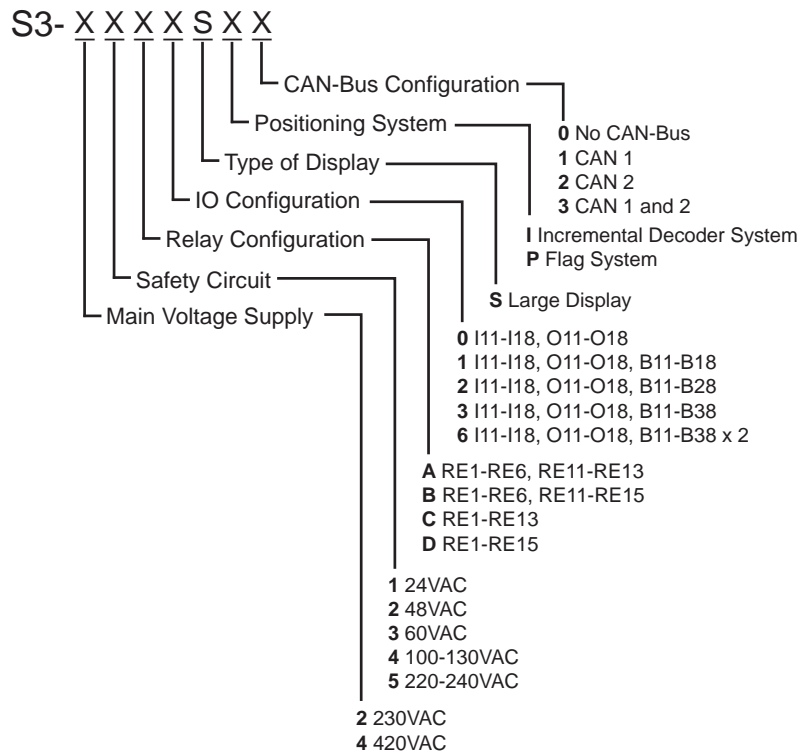 S3- X X X X S X X
CAN-Bus Configuration
0 No CAN-Bus
1 CAN 1
2 CAN 2
3 CAN 1 and 2
Positioning System
I Incremental Decoder System
P Flag System
Type of Display
S Large Display
IO Configuration
0 I11-I18, O11-O18
1 I11-I18, O11-O18, B11-B18
2 I11-I18, O11-O18, B11-B28
3 I11-I18, O11-O18, B11-B38
6 I11-I18, O11-O18, B11-B38 x 2
Relay Configuration
A RE1-RE6, RE11-RE13
B RE1-RE6, RE11-RE15
C RE1-RE13
D RE1-RE15
Safety Circuit
1 24VAC
2 48VAC
3 60VAC
4 100-130VAC
5 220-240VAC
Main Voltage Supply
2 230VAC
4 420VAC